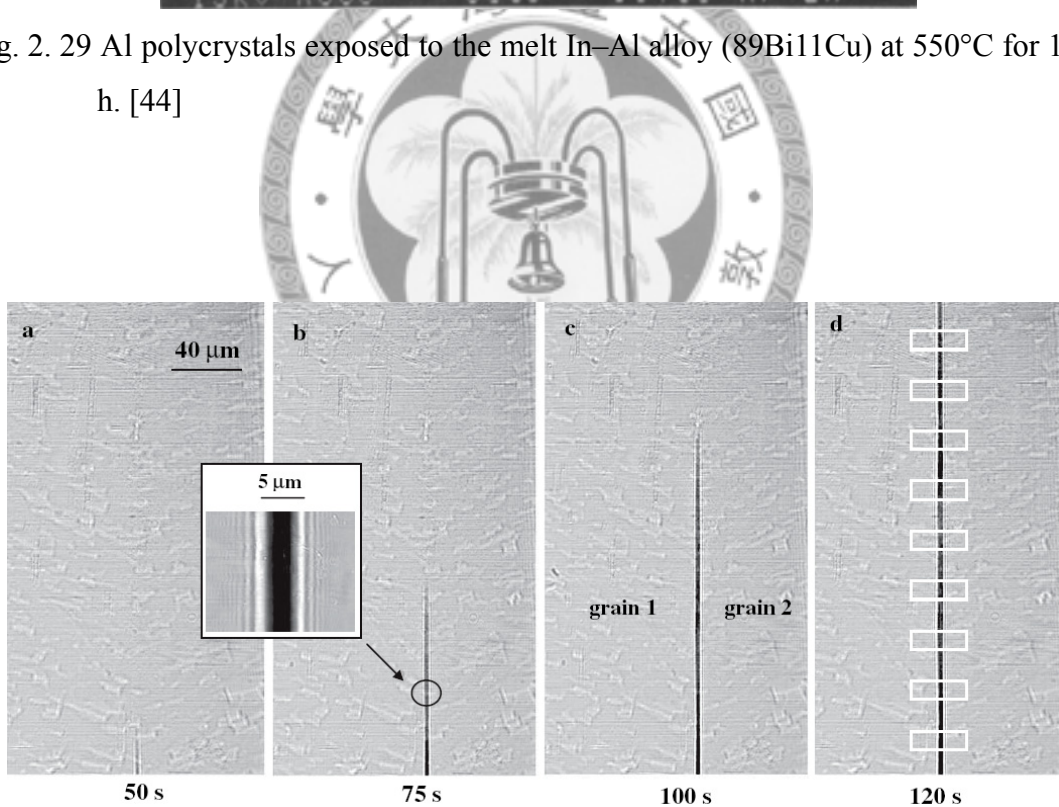 g. 2. 29 Al polycrystals exposed to the melt In–Al alloy (89Bi11Cu) at 550°C for 1
h. [44]
a
40 μm
b
c
d
5 μm
grain 1
grain 2
50 s
75 s
100 s
120 s